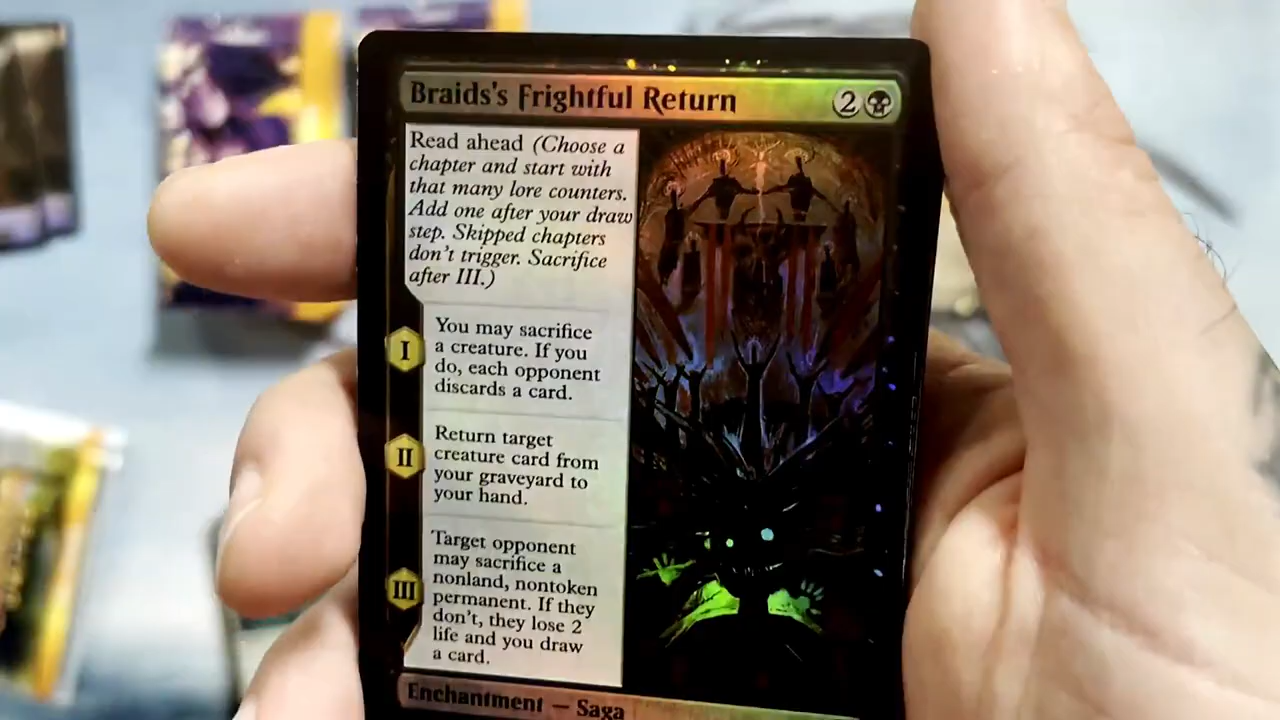 Braids's Frightful Return 2
Read ahead (Choose a
chapter and start with
that many lore counters.
Add one after your draw
step. Skipped chapters
don't trigger. Sacrifice
after III.)
I
You may sacrifice
a creature. If you
do, each opponent
discards a card.
II
Return target
creature card from
your graveyard to
your hand.
III
Target opponent
may sacrifice a
nonland, nontoken
permanent. If they
don't, they lose 2
life and you draw
a card.
Enchantment — Saga